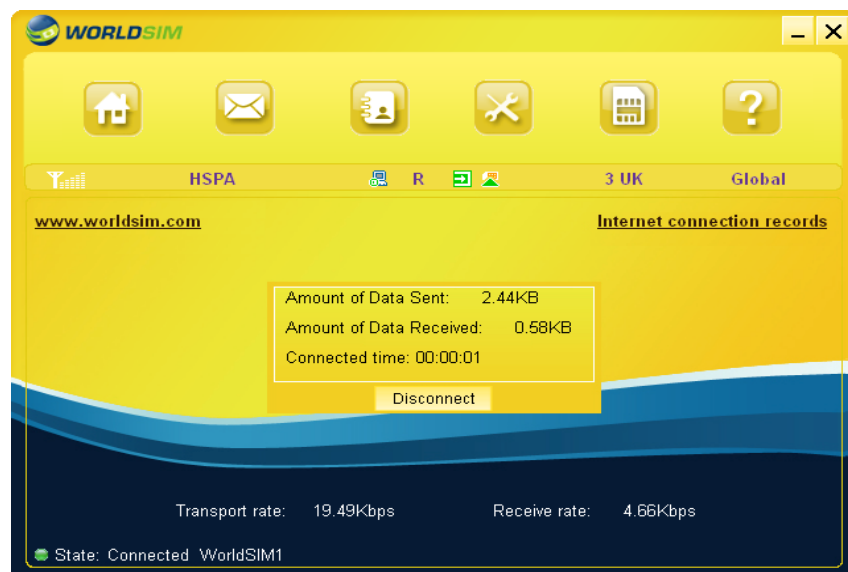 WORLDSIM
HSPA R 3 UK Global
www.worldsim.com Internet connection records
Amount of Data Sent: 2.44KB
Amount of Data Received: 0.58KB
Connected time: 00:00:01
Disconnect
Transport rate: 19.49Kbps Receive rate: 4.66Kbps
State: Connected WorldSIM1